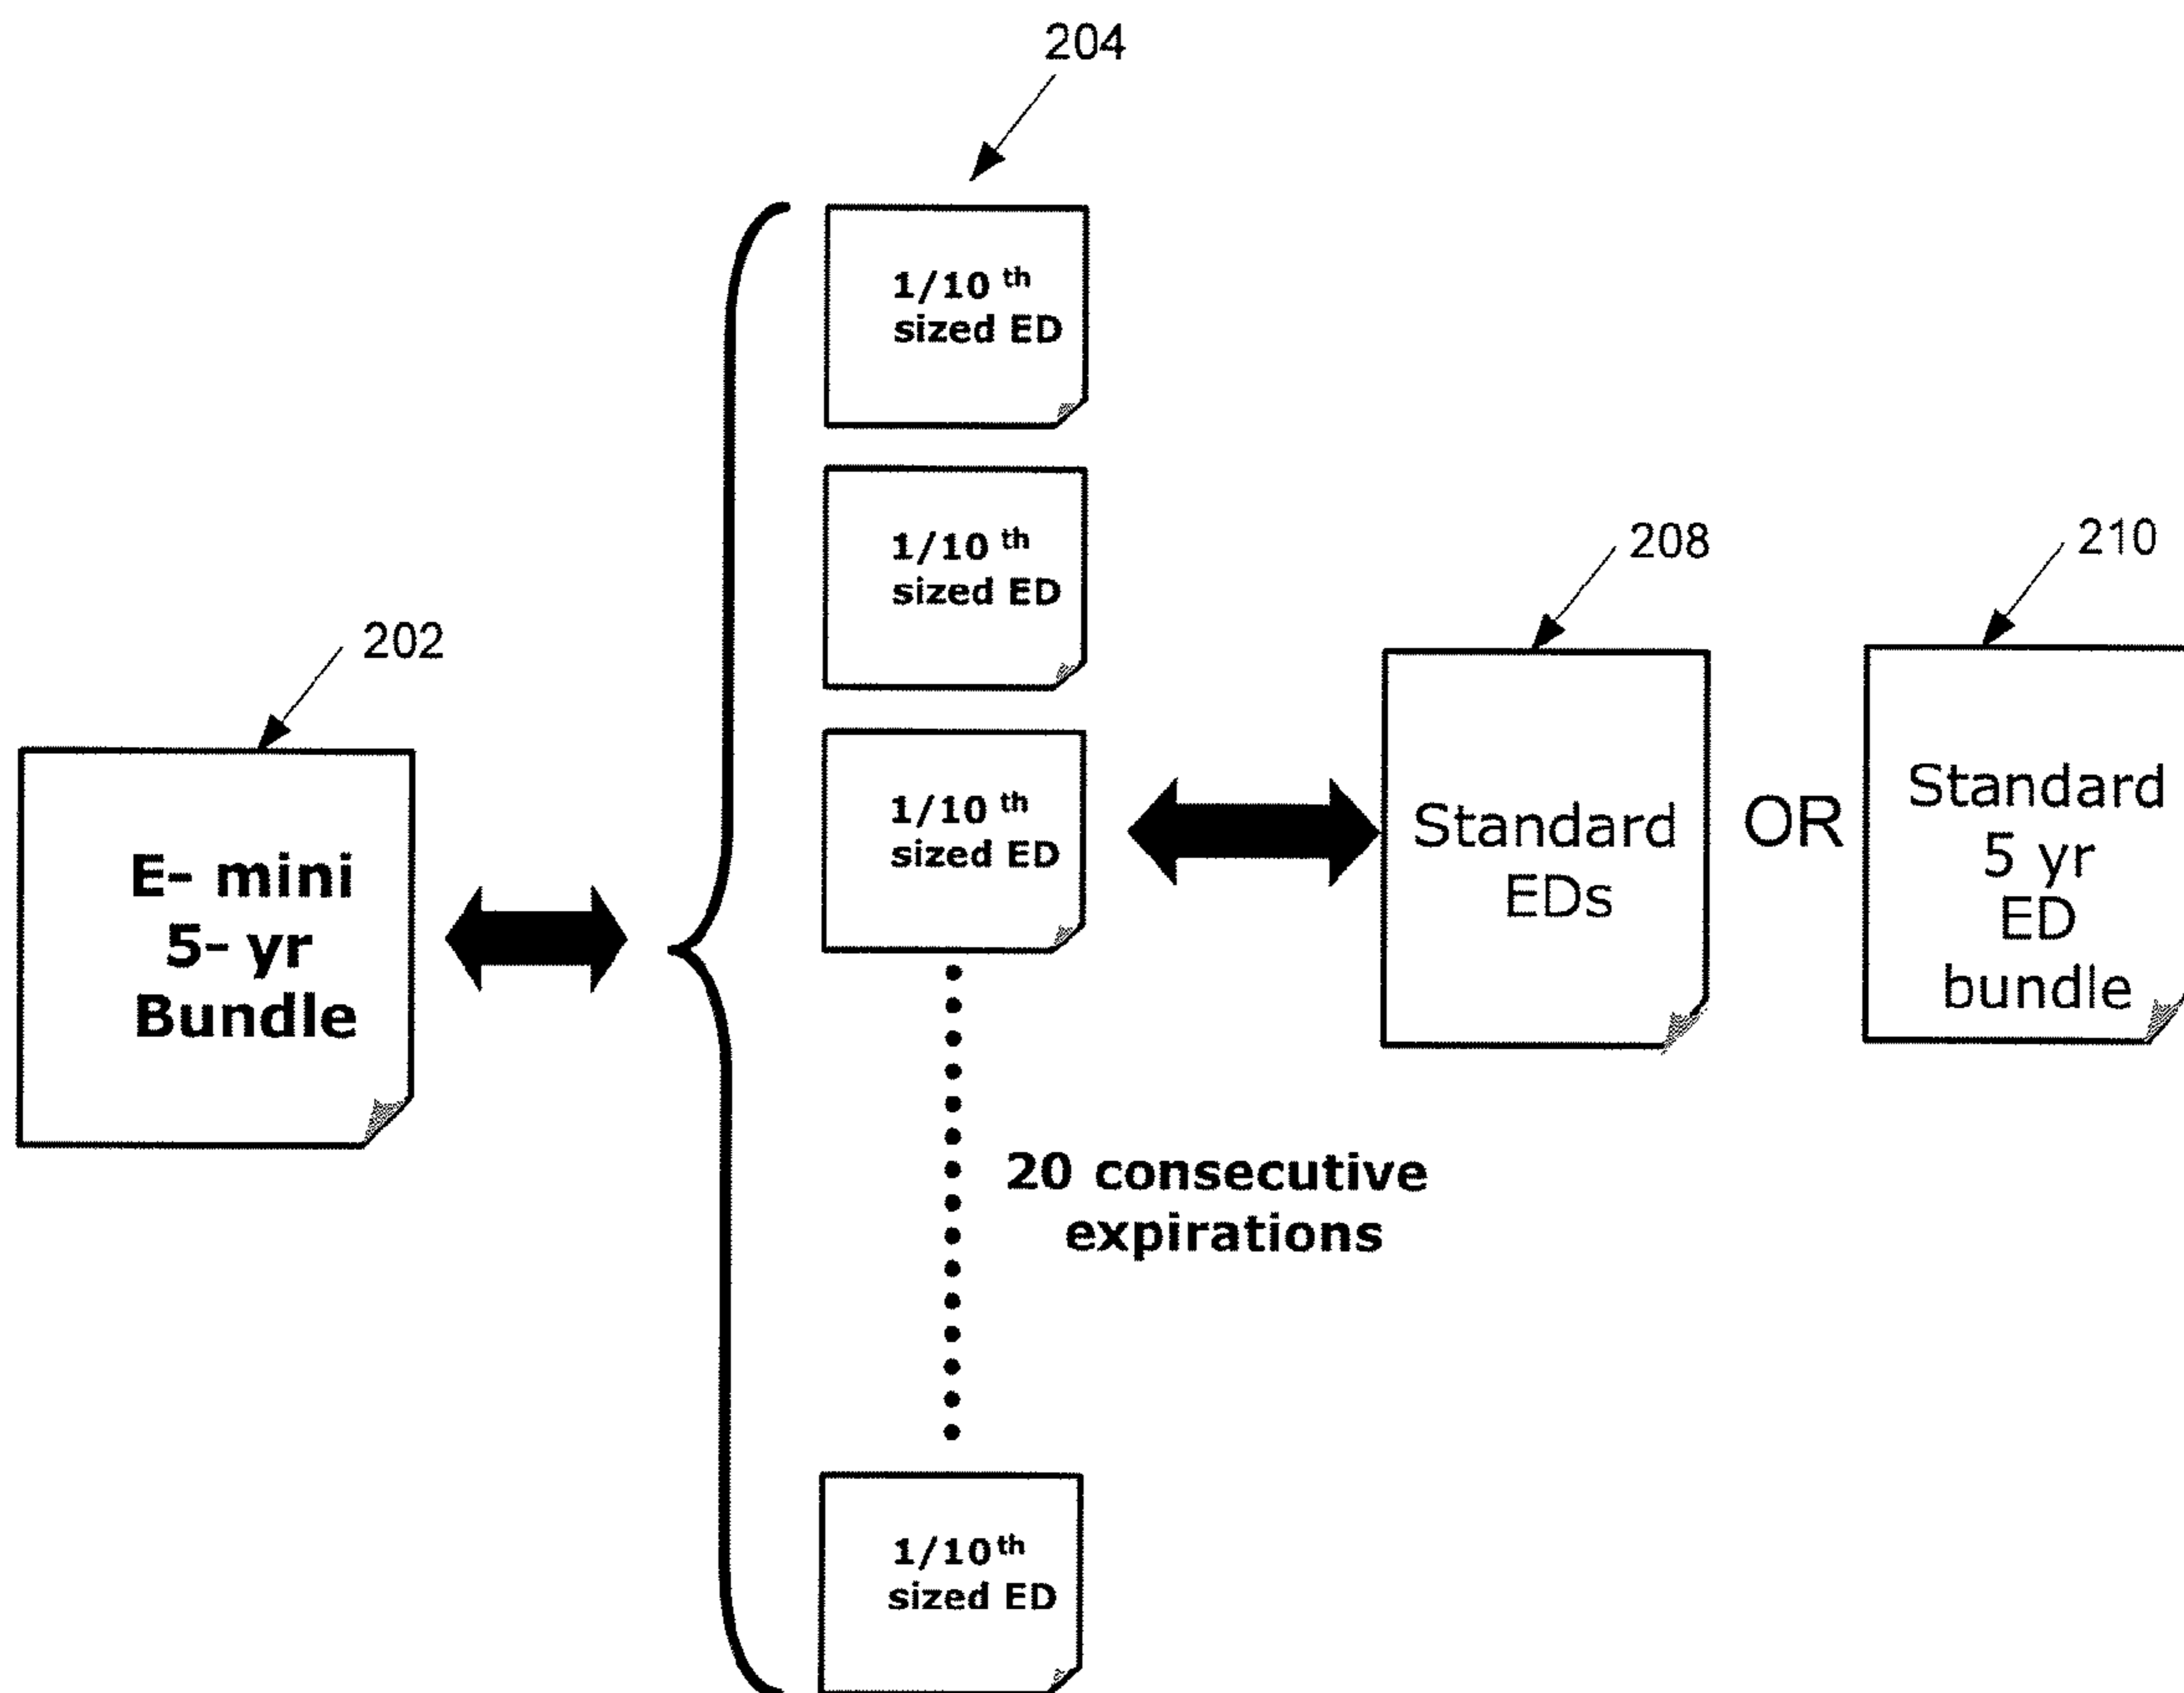 204
1/10 th
sized ED
1/10 th
sized ED
208
210
202
1/10 th
sized ED
Standard
EDs
OR
Standard
5 yr
ED
bundle
E- mini
5- yr
Bundle
20 consecutive
expirations
1/10th
sized ED